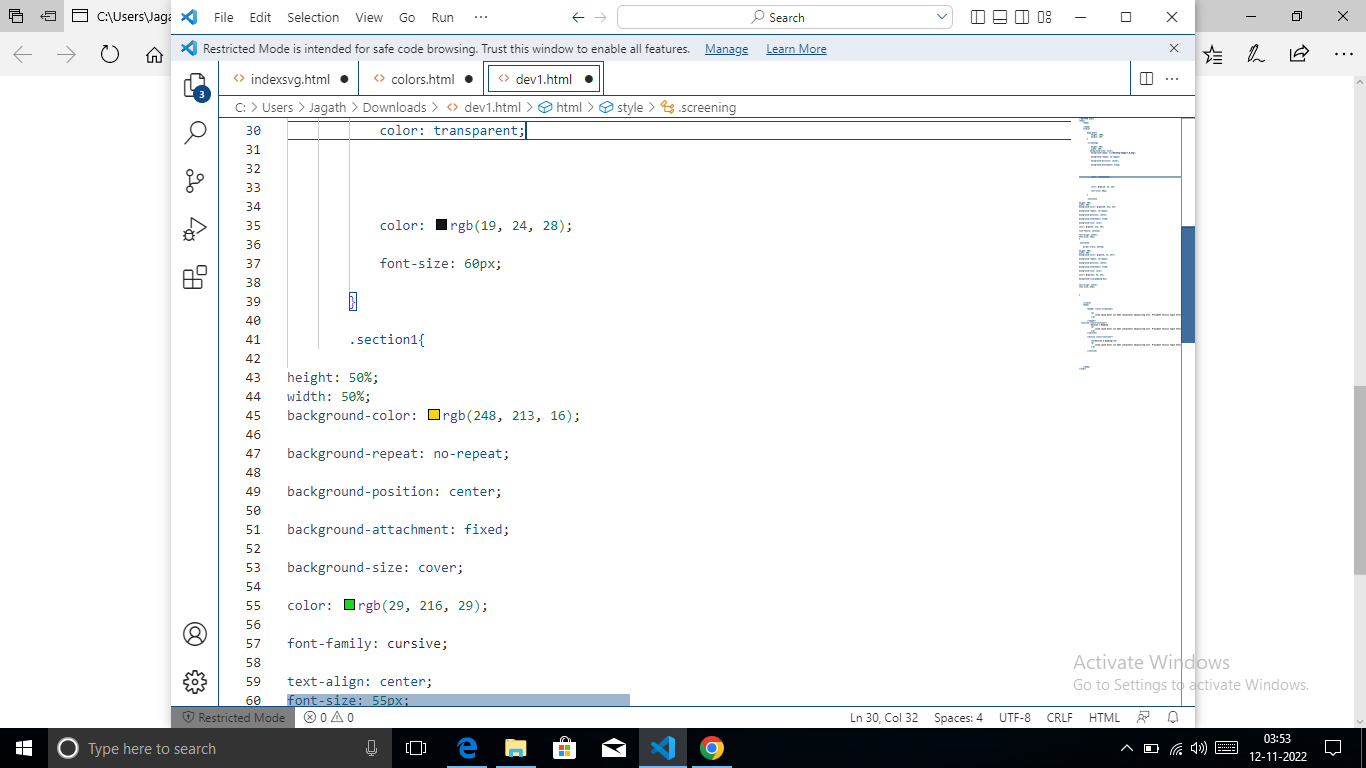 C:\Users\Jaga
File Edit Selection View Go Run ··· Search
Restricted Mode is intended for safe code browsing. Trust this window to enable all features. Manage Learn More
indexsvg.html colors.html dev1.html
3
C: > Users > Jagath > Downloads > dev1.html > html > style > .screening
30 color: transparent;
31
32
33
34
35 color: rgb(19, 24, 28);
36
37 font-size: 60px;
38
39 }
40
41 .section1{
42
43 height: 50%;
44 width: 50%;
45 background-color: rgb(248, 213, 16);
46
47 background-repeat: no-repeat;
48
49 background-position: center;
50
51 background-attachment: fixed;
52
53 background-size: cover;
54
55 color: rgb(29, 216, 29);
56
57 font-family: cursive;
58
59 text-align: center;
60 font-size: 55px;
Activate Windows
Go to Settings to activate Windows.
Restricted Mode 0 0 Ln 30, Col 32 Spaces: 4 UTF-8 CRLF HTML
Type here to search
03:53
12-11-2022